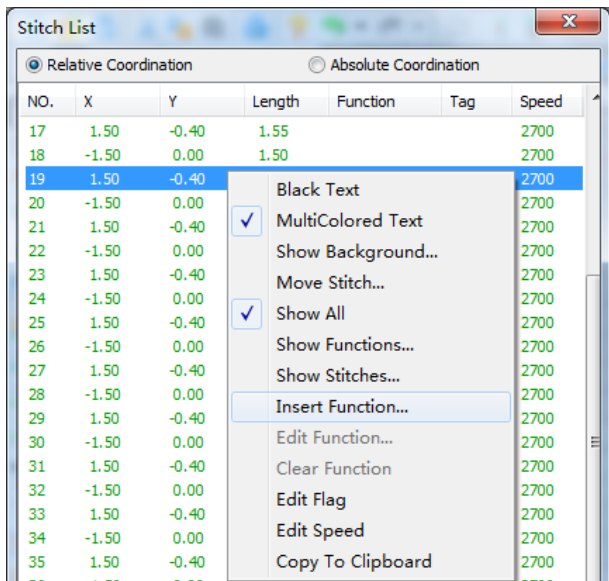 Stitch List
Relative Coordination Absolute Coordination
NO. X Y Length Function Tag Speed
17 1.50 -0.40 1.55 2700
18 -1.50 0.00 1.50 2700
19 1.50 -0.40 2700
Black Text
20 -1.50 0.00 2700
21 1.50 -0.40 MultiColored Text 2700
22 -1.50 0.00 Show Background... 2700
23 1.50 -0.40 Move Stitch... 2700
24 -1.50 0.00 2700
25 1.50 -0.40 Show All 2700
26 -1.50 0.00 Show Functions... 2700
27 1.50 -0.40 Show Stitches... 2700
28 -1.50 0.00 2700
29 1.50 -0.40 Insert Function... 2700
30 -1.50 0.00 Edit Function... 2700
31 1.50 -0.40 Clear Function 2700
32 -1.50 0.00 Edit Flag 2700
33 1.50 -0.40 2700
34 -1.50 0.00 Edit Speed 2700
35 1.50 -0.40 Copy To Clipboard 2700